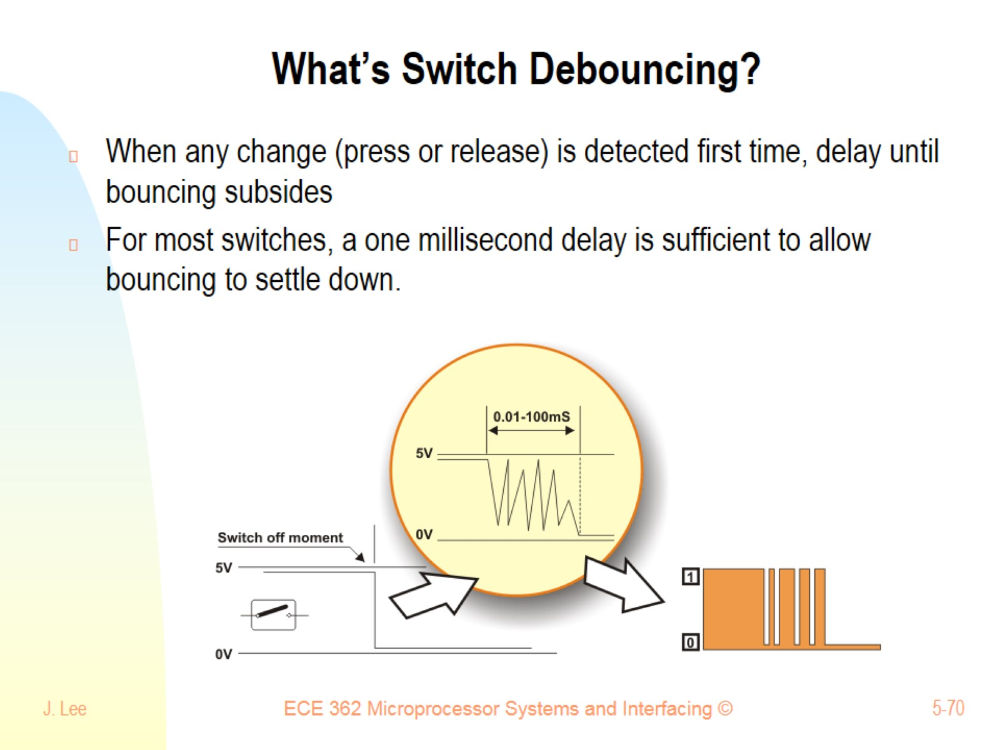 What's Switch Debouncing?
When any change (press or release) is detected first time, delay until
bouncing subsides
For most switches, a one millisecond delay is sufficient to allow
bouncing to settle down.
0.01-100mS
5V
0V
Switch off moment
5V
0V
1
0
J. Lee
ECE 362 Microprocessor Systems and Interfacing ©
5-70